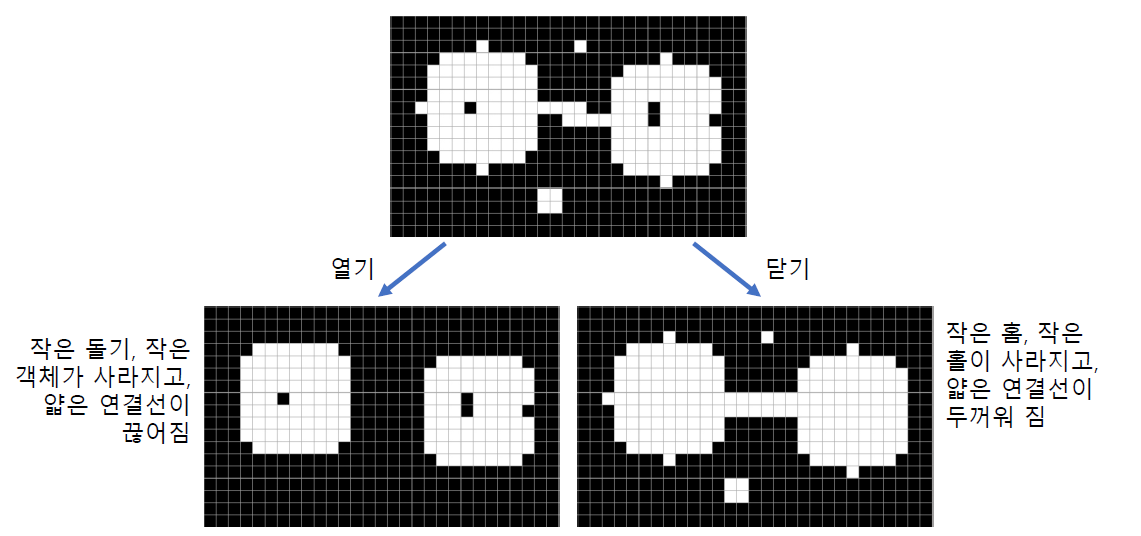 열기
닫기
작은 돌기, 작은
객체가 사라지고,
얇은 연결선이
끊어짐
작은 홈, 작은
홀이 사라지고,
얇은 연결선이
두꺼워 짐